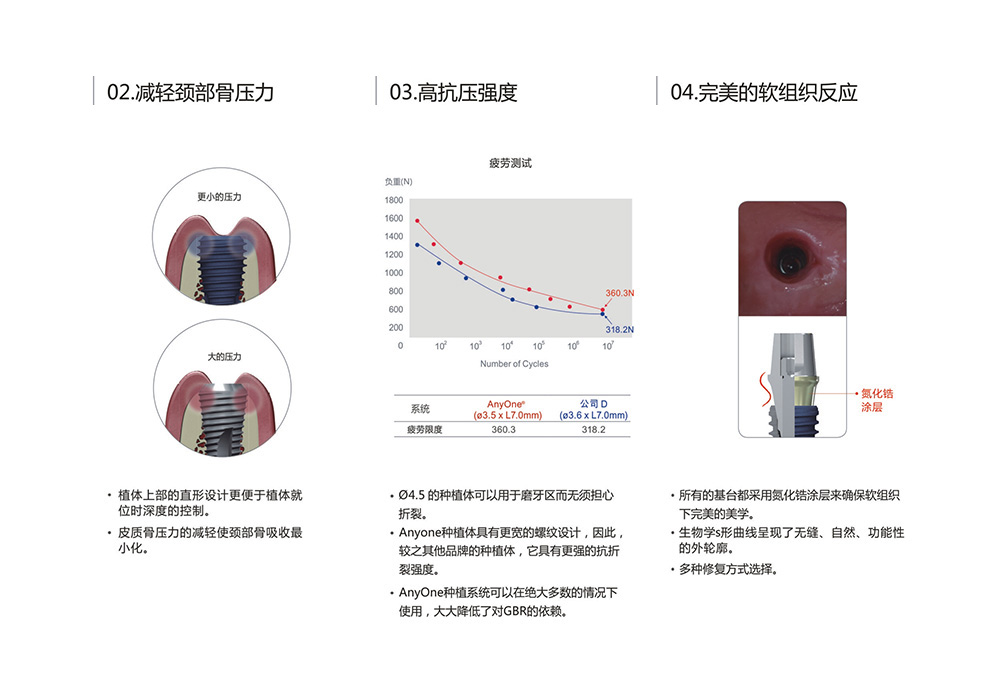 02.减轻颈部骨压力
更小的压力
大的压力
• 植体上部的直形设计更便于植体就
位时深度的控制。
• 皮质骨压力的减轻使颈部骨吸收最
小化。
03.高抗压强度
疲劳测试
负重(N)
1800
1600
1400
1200
1000
800
600
200
0 10² 10³ 10⁴ 10⁵ 10⁶ 10⁷
360.3N
318.2N
Number of Cycles
系统 AnyOne® (ø3.5 x L7.0mm) 公司 D (ø3.6 x L7.0mm)
疲劳限度 360.3 318.2
• Ø4.5 的种植体可以用于磨牙区而无须担心
折裂。
• Anyone种植体具有更宽的螺纹设计，因此，
较之其他品牌的种植体，它具有更强的抗折
裂强度。
• AnyOne种植系统可以在绝大多数的情况下
使用，大大降低了对GBR的依赖。
04.完美的软组织反应
氮化锆
涂层
• 所有的基台都采用氮化锆涂层来确保软组织
下完美的美学。
• 生物学s形曲线呈现了无缝、自然、功能性
的外轮廓。
• 多种修复方式选择。